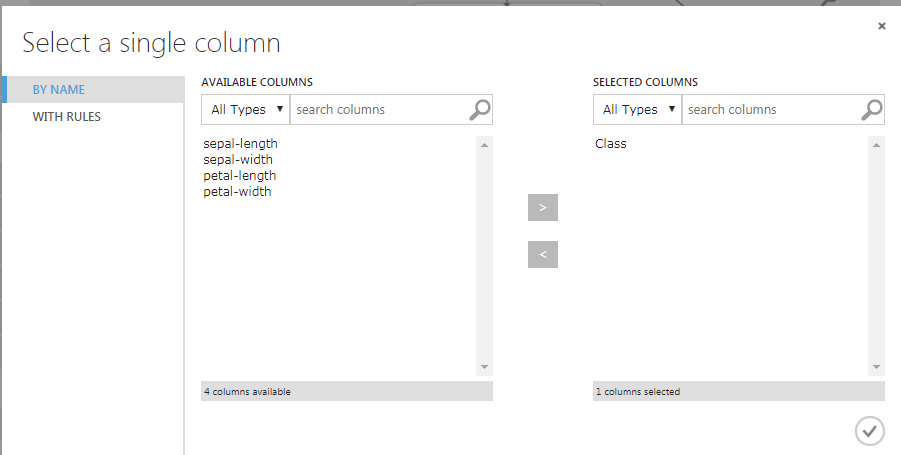 Select a single column
BY NAME
WITH RULES
AVAILABLE COLUMNS
All Types
search columns
sepal-length
sepal-width
petal-length
petal-width
4 columns available
>
<
SELECTED COLUMNS
All Types
search columns
Class
1 columns selected